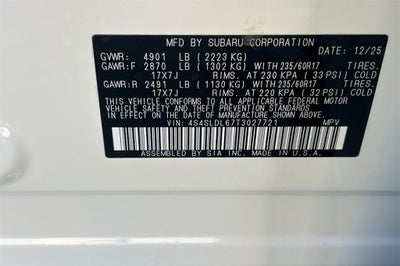 MFD BY SUBARU CORPORATION
DATE: 12/25
GVWR: 4901 LB ( 2223 KG)
GAWR:F 2870 LB ( 1302 KG) WITH 235/60R17 TIRES.
17X7J RIMS. AT 230 KPA ( 33 PSI) COLD
GAWR:R 2491 LB ( 1130 KG) WITH 235/60R17 TIRES.
17X7J RIMS. AT 220 KPA ( 32 PSI) COLD
THIS VEHICLE CONFORMS TO ALL APPLICABLE FEDERAL MOTOR
VEHICLE SAFETY AND THEFT PREVENTION STANDARDS
IN EFFECT ON THE DATE OF MANUFACTURE SHOWN ABOVE.
VIN: 4S4SLDL67T3027721 MPV
ASSEMBLED BY SIA INC. MADE IN U.S.A.